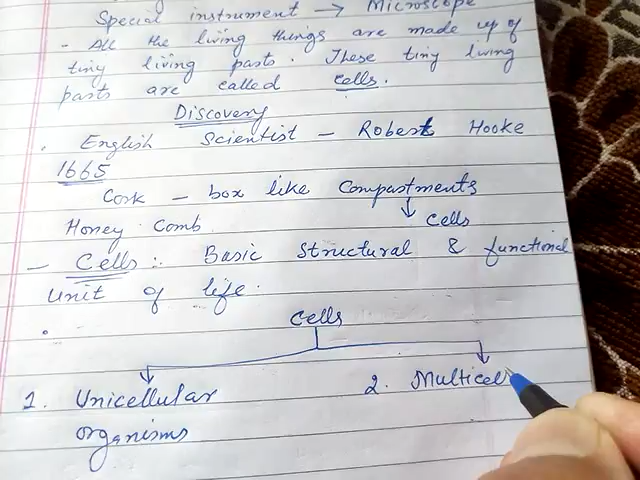 Special instrument → Microscope
- All the living things are made up of
tiny living parts. These tiny living
parts are called cells.
Discovery
. English Scientist - Robert Hooke
1665
Cork - box like Compartments
Honey Comb. ↓ cells
- Cells :- Basic Structural & functional
unit of life.
Cells
1. Unicellular 2. Multicell
organisms